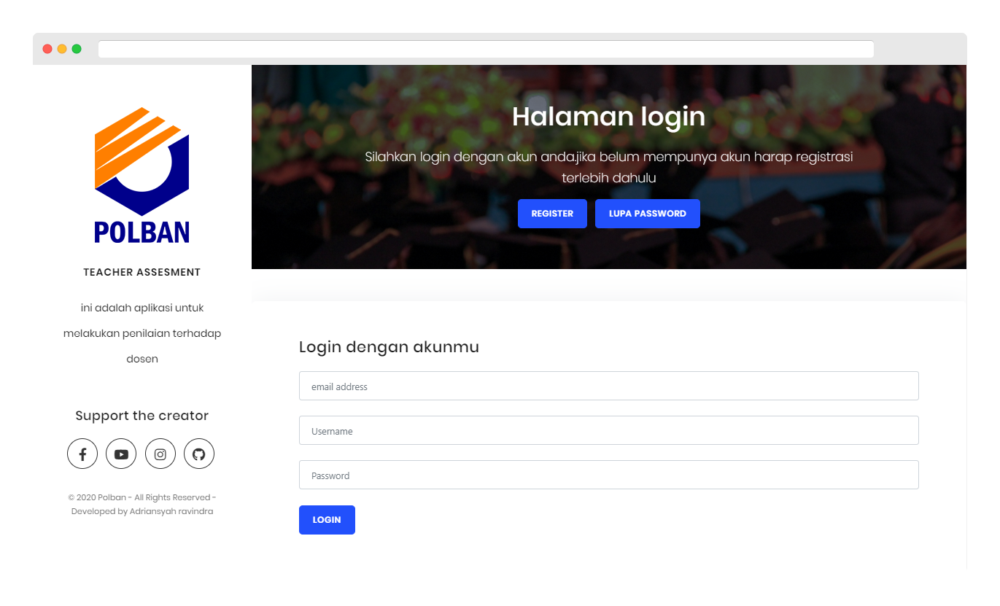 POLBAN
TEACHER ASSESMENT
ini adalah aplikasi untuk
melakukan penilaian terhadap
dosen
Support the creator
© 2020 Polban - All Rights Reserved -
Developed by Adriansyah ravindra
Halaman login
Silahkan login dengan akun anda.jika belum mempunya akun harap registrasi
terlebih dahulu
REGISTER LUPA PASSWORD
Login dengan akunmu
email address
Username
Password
LOGIN